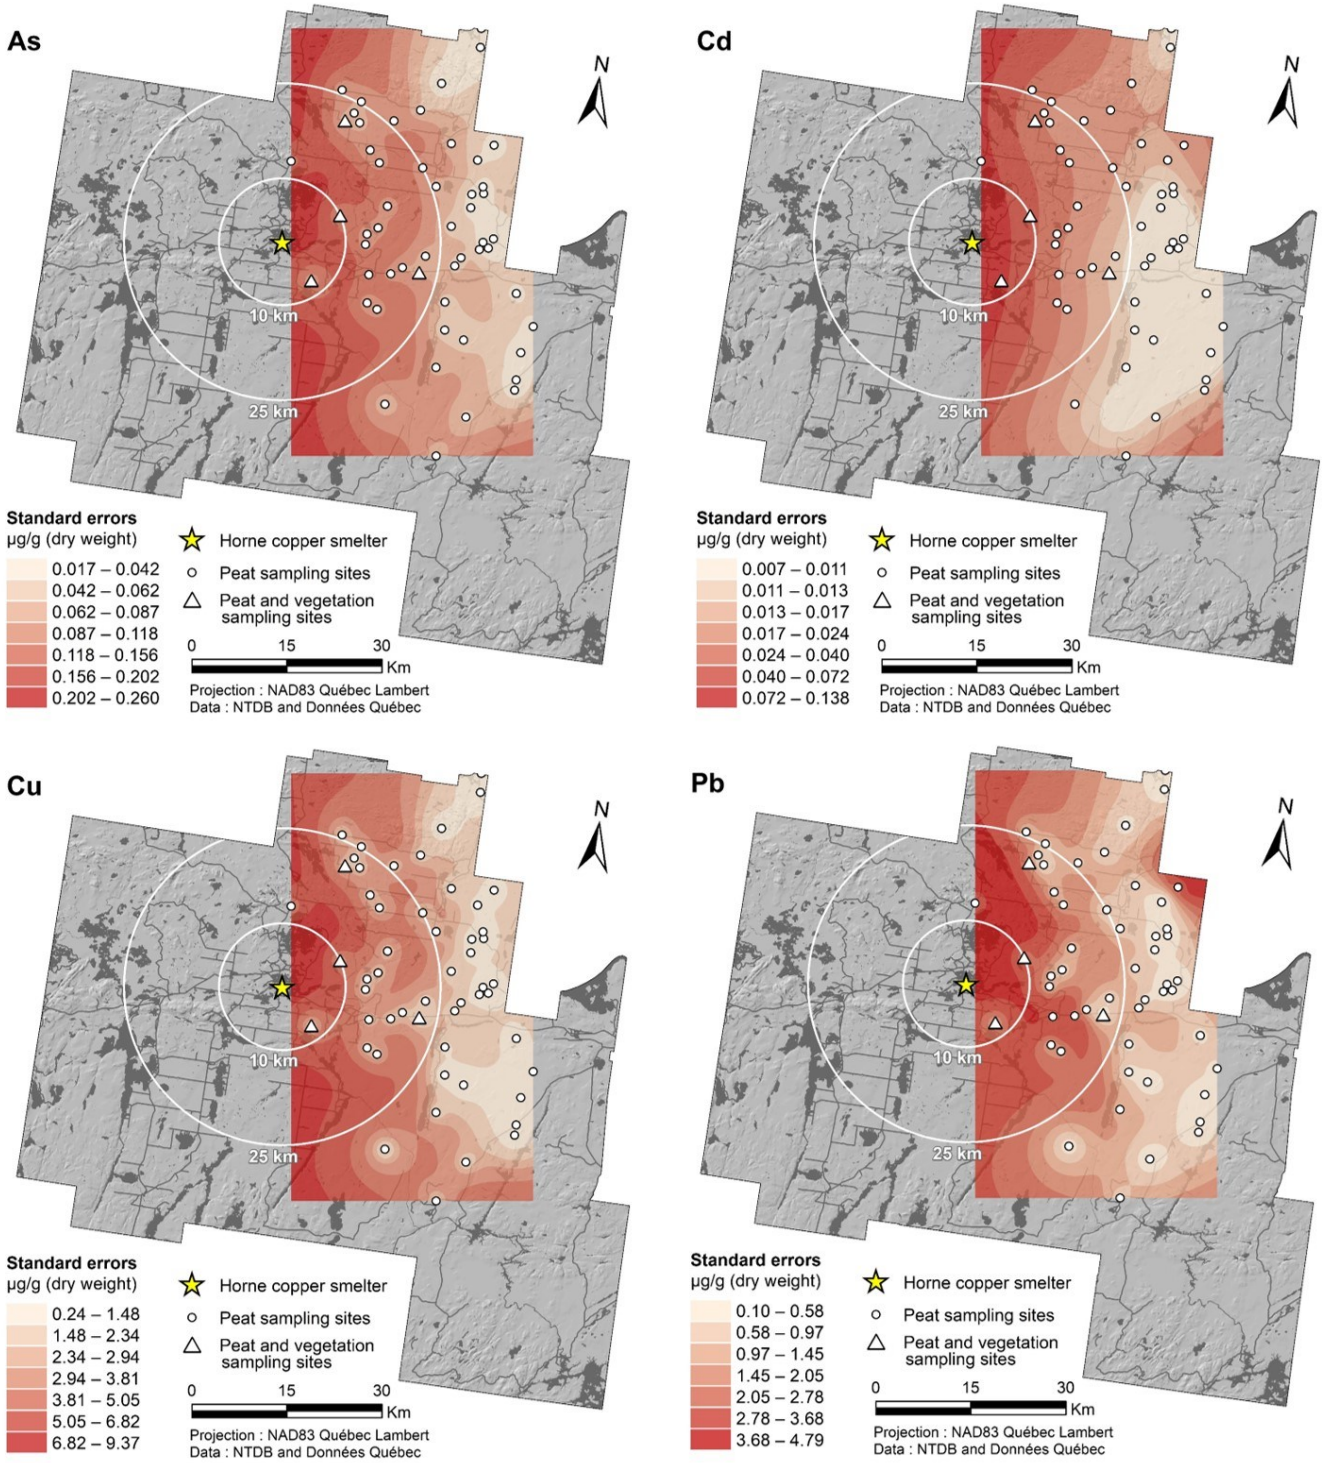 As
N
10 km
25 km
Standard errors
µg/g (dry weight)
0.017 – 0.042
0.042 – 0.062
0.062 – 0.087
0.087 – 0.118
0.118 – 0.156
0.156 – 0.202
0.202 – 0.260
Horne copper smelter
Peat sampling sites
Peat and vegetation
sampling sites
0 15 30
Km
Projection : NAD83 Québec Lambert
Data : NTDB and Données Québec
Cd
N
10 km
25 km
Standard errors
µg/g (dry weight)
0.007 – 0.011
0.011 – 0.013
0.013 – 0.017
0.017 – 0.024
0.024 – 0.040
0.040 – 0.072
0.072 – 0.138
Horne copper smelter
Peat sampling sites
Peat and vegetation
sampling sites
0 15 30
Km
Projection : NAD83 Québec Lambert
Data : NTDB and Données Québec
Cu
N
10 km
25 km
Standard errors
µg/g (dry weight)
0.24 – 1.48
1.48 – 2.34
2.34 – 2.94
2.94 – 3.81
3.81 – 5.05
5.05 – 6.82
6.82 – 9.37
Horne copper smelter
Peat sampling sites
Peat and vegetation
sampling sites
0 15 30
Km
Projection : NAD83 Québec Lambert
Data : NTDB and Données Québec
Pb
N
10 km
25 km
Standard errors
µg/g (dry weight)
0.10 – 0.58
0.58 – 0.97
0.97 – 1.45
1.45 – 2.05
2.05 – 2.78
2.78 – 3.68
3.68 – 4.79
Horne copper smelter
Peat sampling sites
Peat and vegetation
sampling sites
0 15 30
Km
Projection : NAD83 Québec Lambert
Data : NTDB and Données Québec